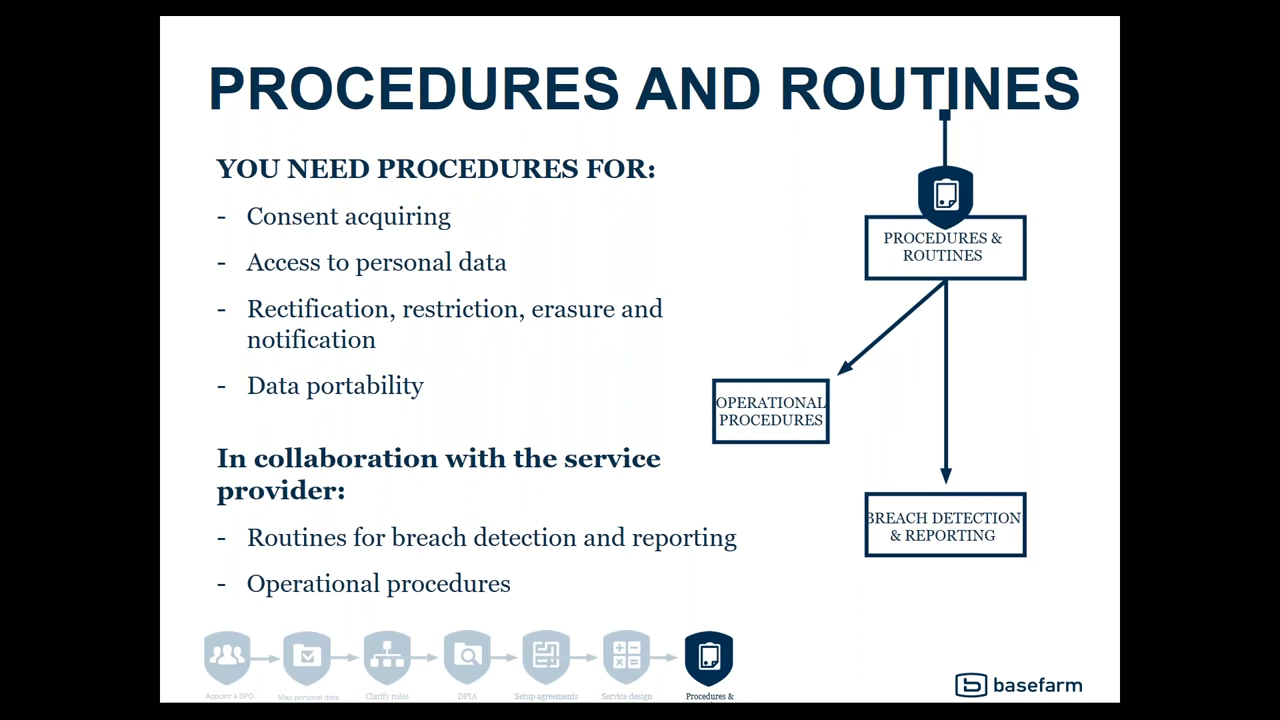 PROCEDURES AND ROUTINES
YOU NEED PROCEDURES FOR:
- Consent acquiring
- Access to personal data
- Rectification, restriction, erasure and
notification
- Data portability
In collaboration with the service
provider:
- Routines for breach detection and reporting
- Operational procedures
PROCEDURES &
ROUTINES
OPERATIONAL
PROCEDURES
BREACH DETECTION
& REPORTING
Appoint a DPO
Map personal data
Clarify roles
DPIA
Setup agreements
Service design
Procedures &
basefarm